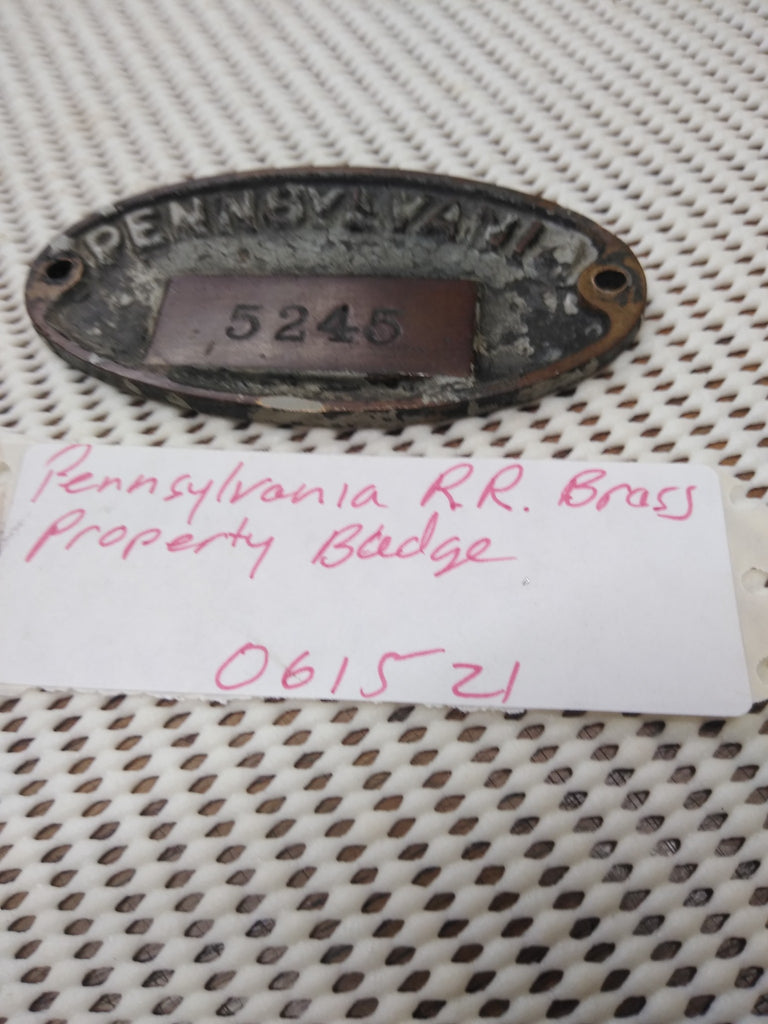 PENNSYLVANIA
5245
Pennsylvania R.R. Brass
Property Badge
061521